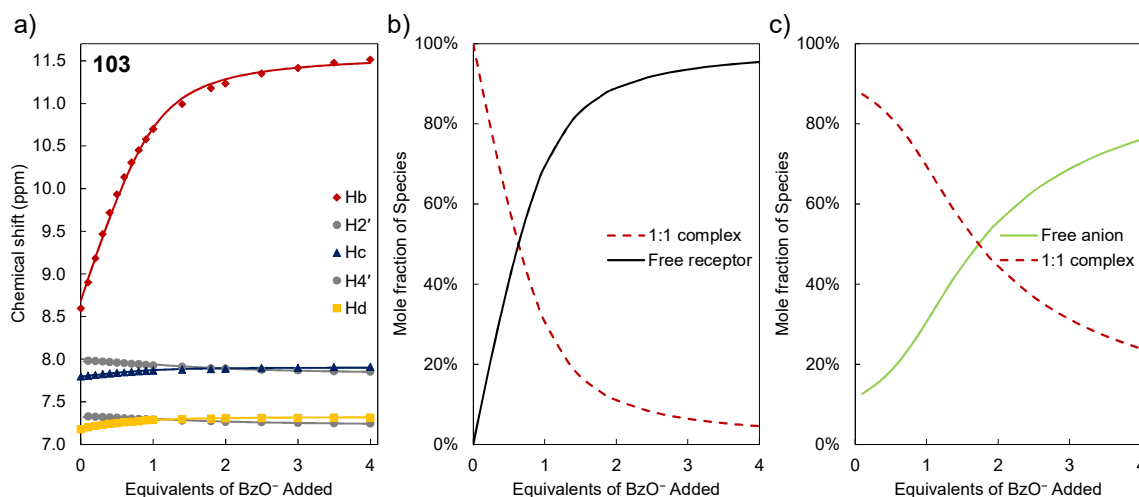 a)
103
Chemical shift (ppm)
11.5
11.0
10.5
10.0
9.5
9.0
8.5
8.0
7.5
7.0
Hb
H2′
Hc
H4′
Hd
0 1 2 3 4
Equivalents of BzO⁻ Added
b)
Mole fraction of Species
100%
80%
60%
40%
20%
0%
1:1 complex
Free receptor
0 1 2 3 4
Equivalents of BzO⁻ Added
c)
Mole fraction of Species
100%
80%
60%
40%
20%
0%
Free anion
1:1 complex
0 1 2 3 4
Equivalents of BzO⁻ Added